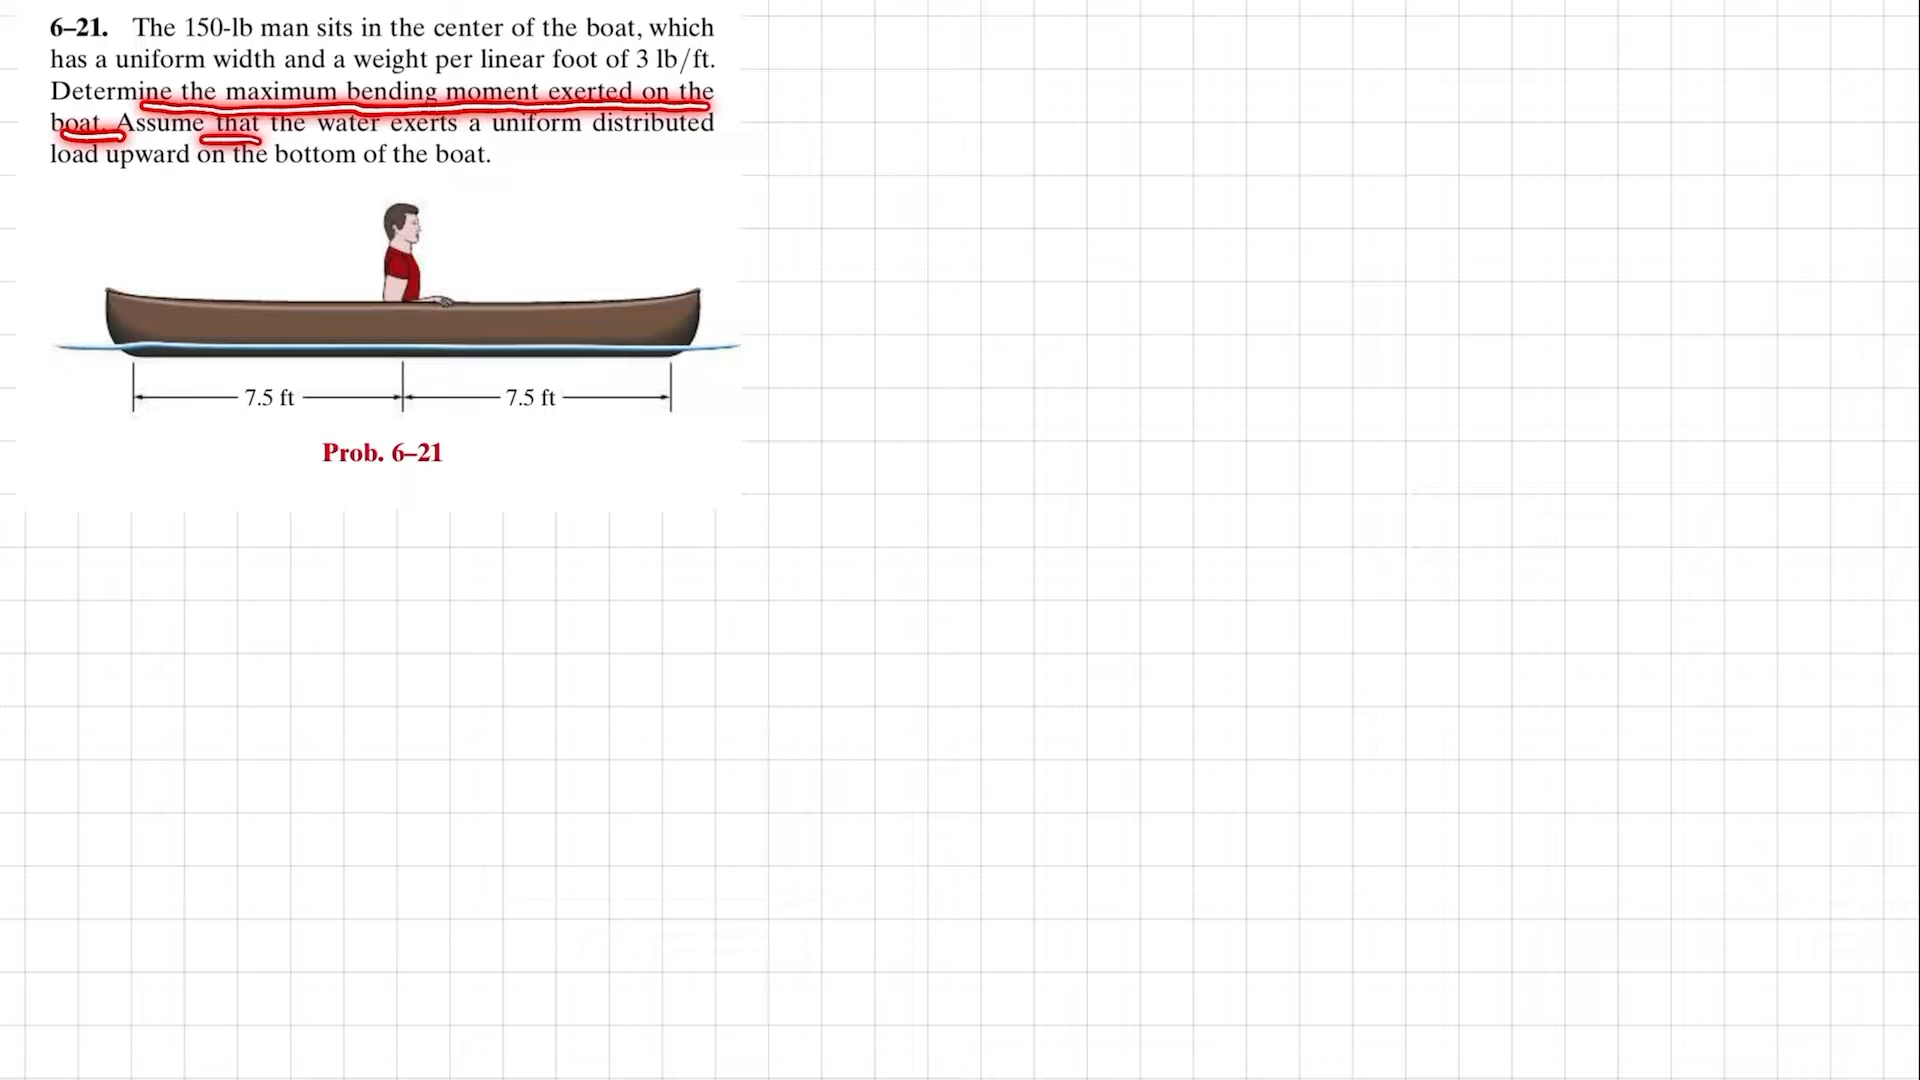 6–21. The 150-lb man sits in the center of the boat, which
has a uniform width and a weight per linear foot of 3 lb/ft.
Determine the maximum bending moment exerted on the
boat. Assume that the water exerts a uniform distributed
load upward on the bottom of the boat.
7.5 ft
7.5 ft
Prob. 6–21